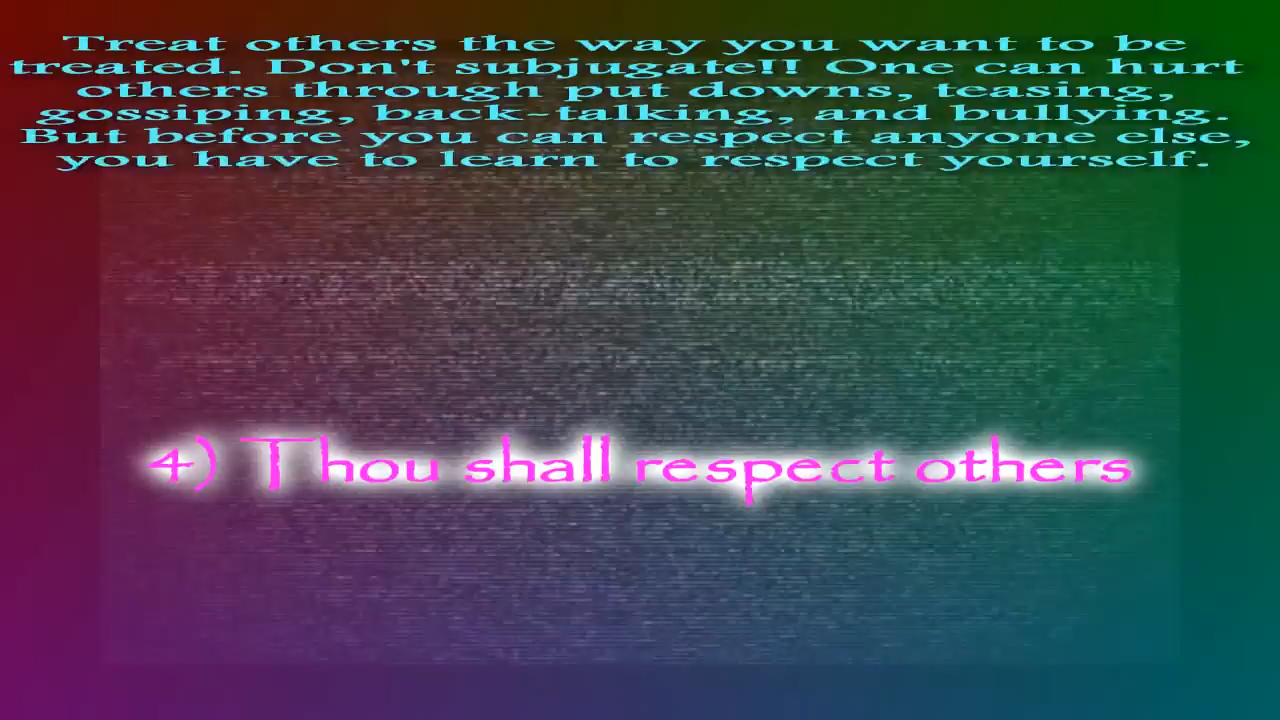 Treat others the way you want to be
treated. Don't subjugate!! One can hurt
others through put downs, teasing,
gossiping, back-talking, and bullying.
But before you can respect anyone else,
you have to learn to respect yourself.
4) Thou shall respect others